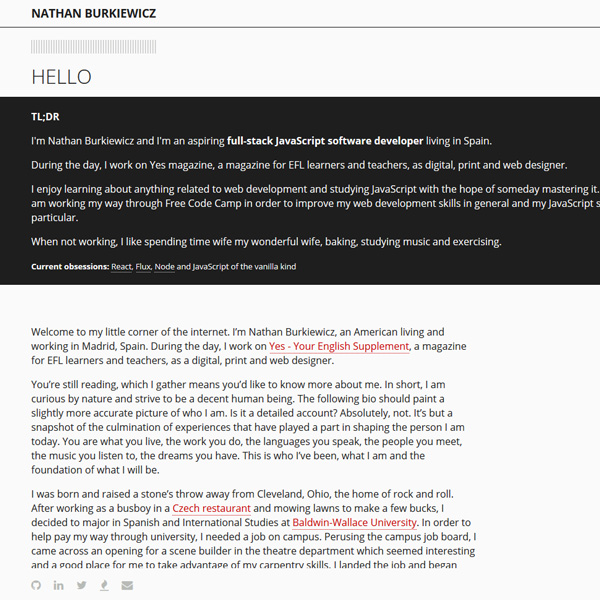 NATHAN BURKIEWICZ
HELLO
TL;DR
I'm Nathan Burkiewicz and I'm an aspiring full-stack JavaScript software developer living in Spain.
During the day, I work on Yes magazine, a magazine for EFL learners and teachers, as digital, print and web designer.
I enjoy learning about anything related to web development and studying JavaScript with the hope of someday mastering it.
am working my way through Free Code Camp in order to improve my web development skills in general and my JavaScript s
particular.
When not working, I like spending time wife my wonderful wife, baking, studying music and exercising.
Current obsessions: React, Flux, Node and JavaScript of the vanilla kind
Welcome to my little corner of the internet. I'm Nathan Burkiewicz, an American living and
working in Madrid, Spain. During the day, I work on Yes - Your English Supplement, a magazine
for EFL learners and teachers, as a digital, print and web designer.
You're still reading, which I gather means you'd like to know more about me. In short, I am
curious by nature and strive to be a decent human being. The following bio should paint a
slightly more accurate picture of who I am. Is it a detailed account? Absolutely, not. It's but a
snapshot of the culmination of experiences that have played a part in shaping the person I am
today. You are what you live, the work you do, the languages you speak, the people you meet,
the music you listen to, the dreams you have. This is who I've been, what I am and the
foundation of what I will be.
I was born and raised a stone's throw away from Cleveland, Ohio, the home of rock and roll.
After working as a busboy in a Czech restaurant and mowing lawns to make a few bucks, I
decided to major in Spanish and International Studies at Baldwin-Wallace University. In order to
help pay my way through university, I needed a job on campus. Perusing the campus job board, I
came across an opening for a scene builder in the theatre department which seemed interesting
and a good place for me to take advantage of my carpentry skills. I landed the job and began